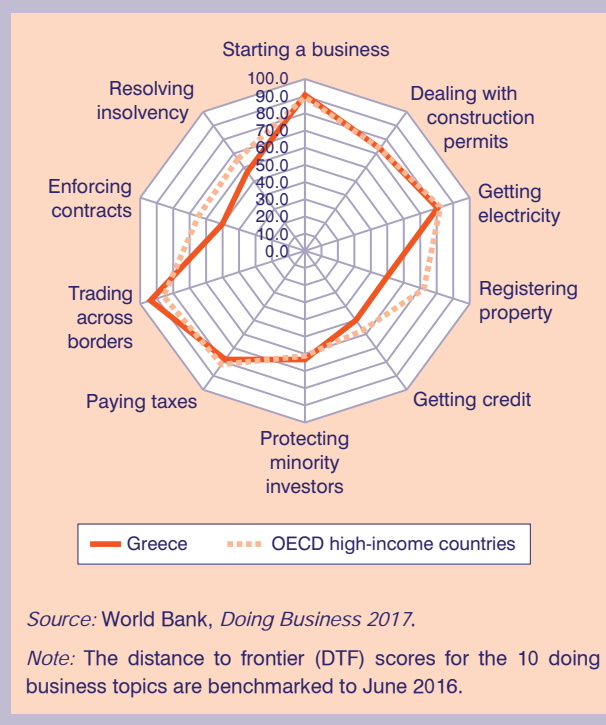 Starting a business
100.0
90.0
80.0
70.0
60.0
50.0
40.0
30.0
20.0
10.0
0.0
Dealing with
construction
permits
Getting
electricity
Registering
property
Getting credit
Protecting
minority
investors
Paying taxes
Trading
across
borders
Enforcing
contracts
Resolving
insolvency
Greece
OECD high-income countries
Source: World Bank, Doing Business 2017.
Note: The distance to frontier (DTF) scores for the 10 doing
business topics are benchmarked to June 2016.